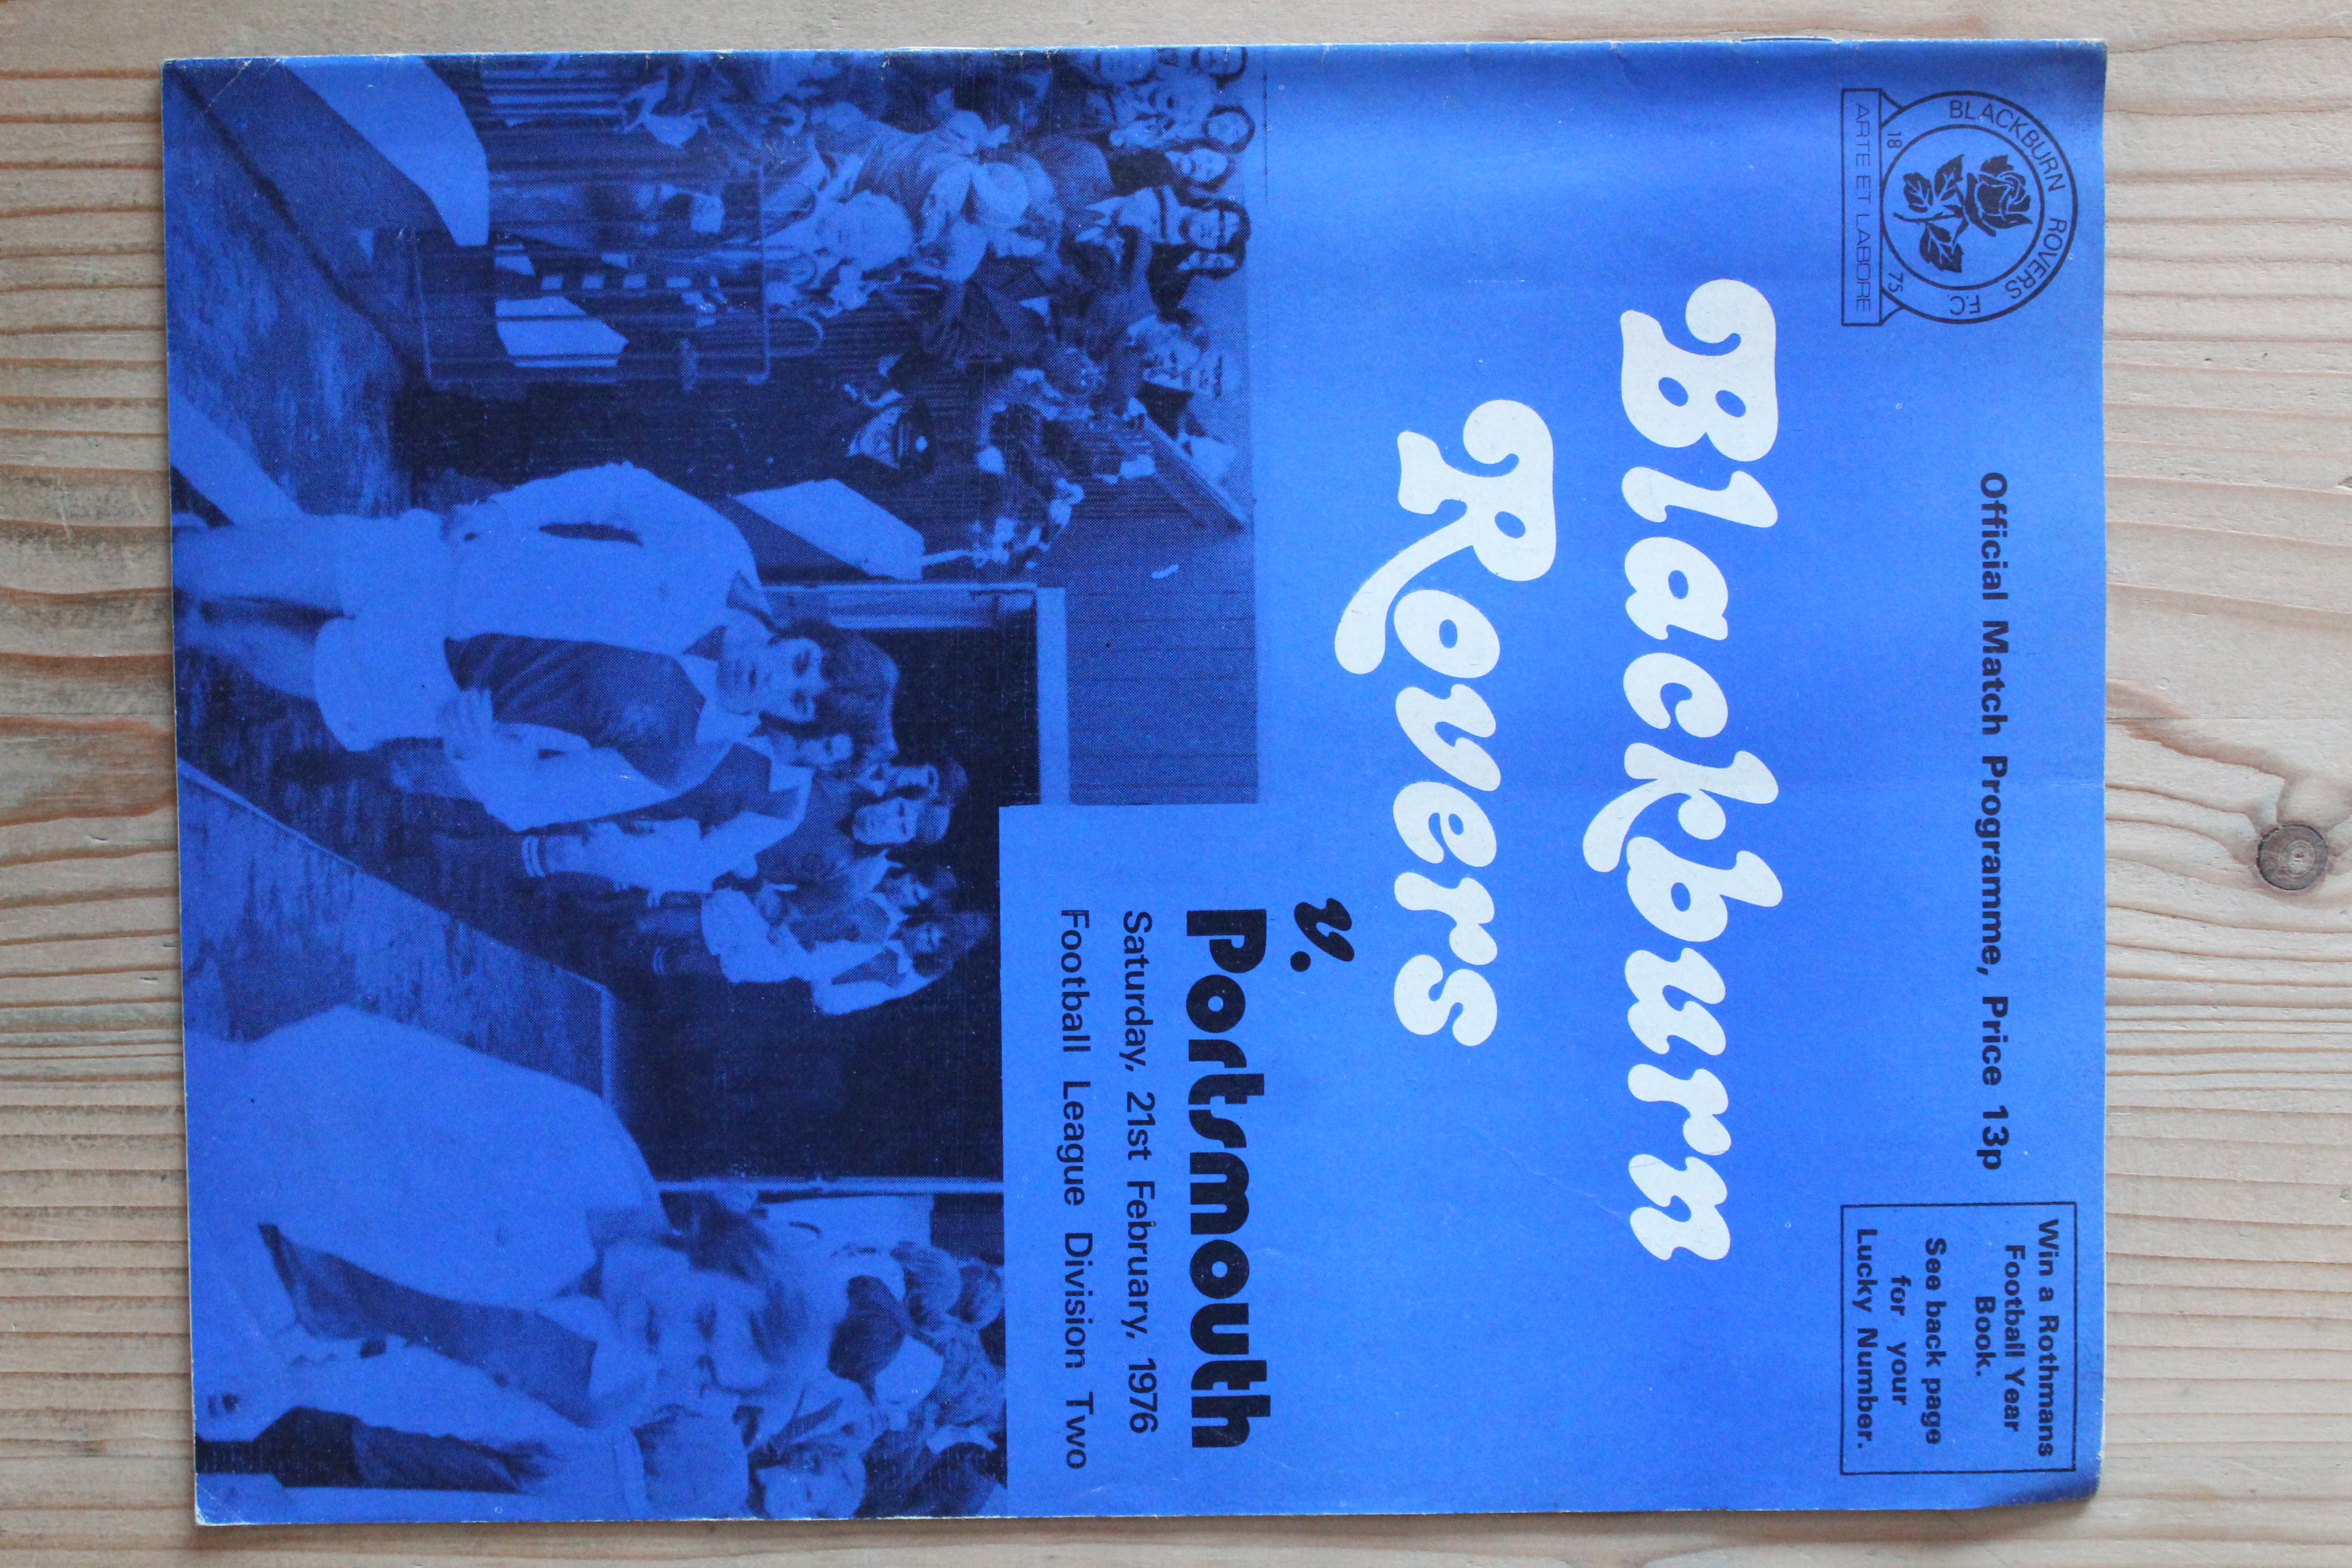 BLACKBURN ROVERS F.C.
18 75
ARTE ET LABORE
Official Match Programme, Price 13p
Win a Rothmans
Football Year
Book.
See back page
for your
Lucky Number.
Blackburn
Rovers
v.
Portsmouth
Saturday, 21st February, 1976
Football League Division Two